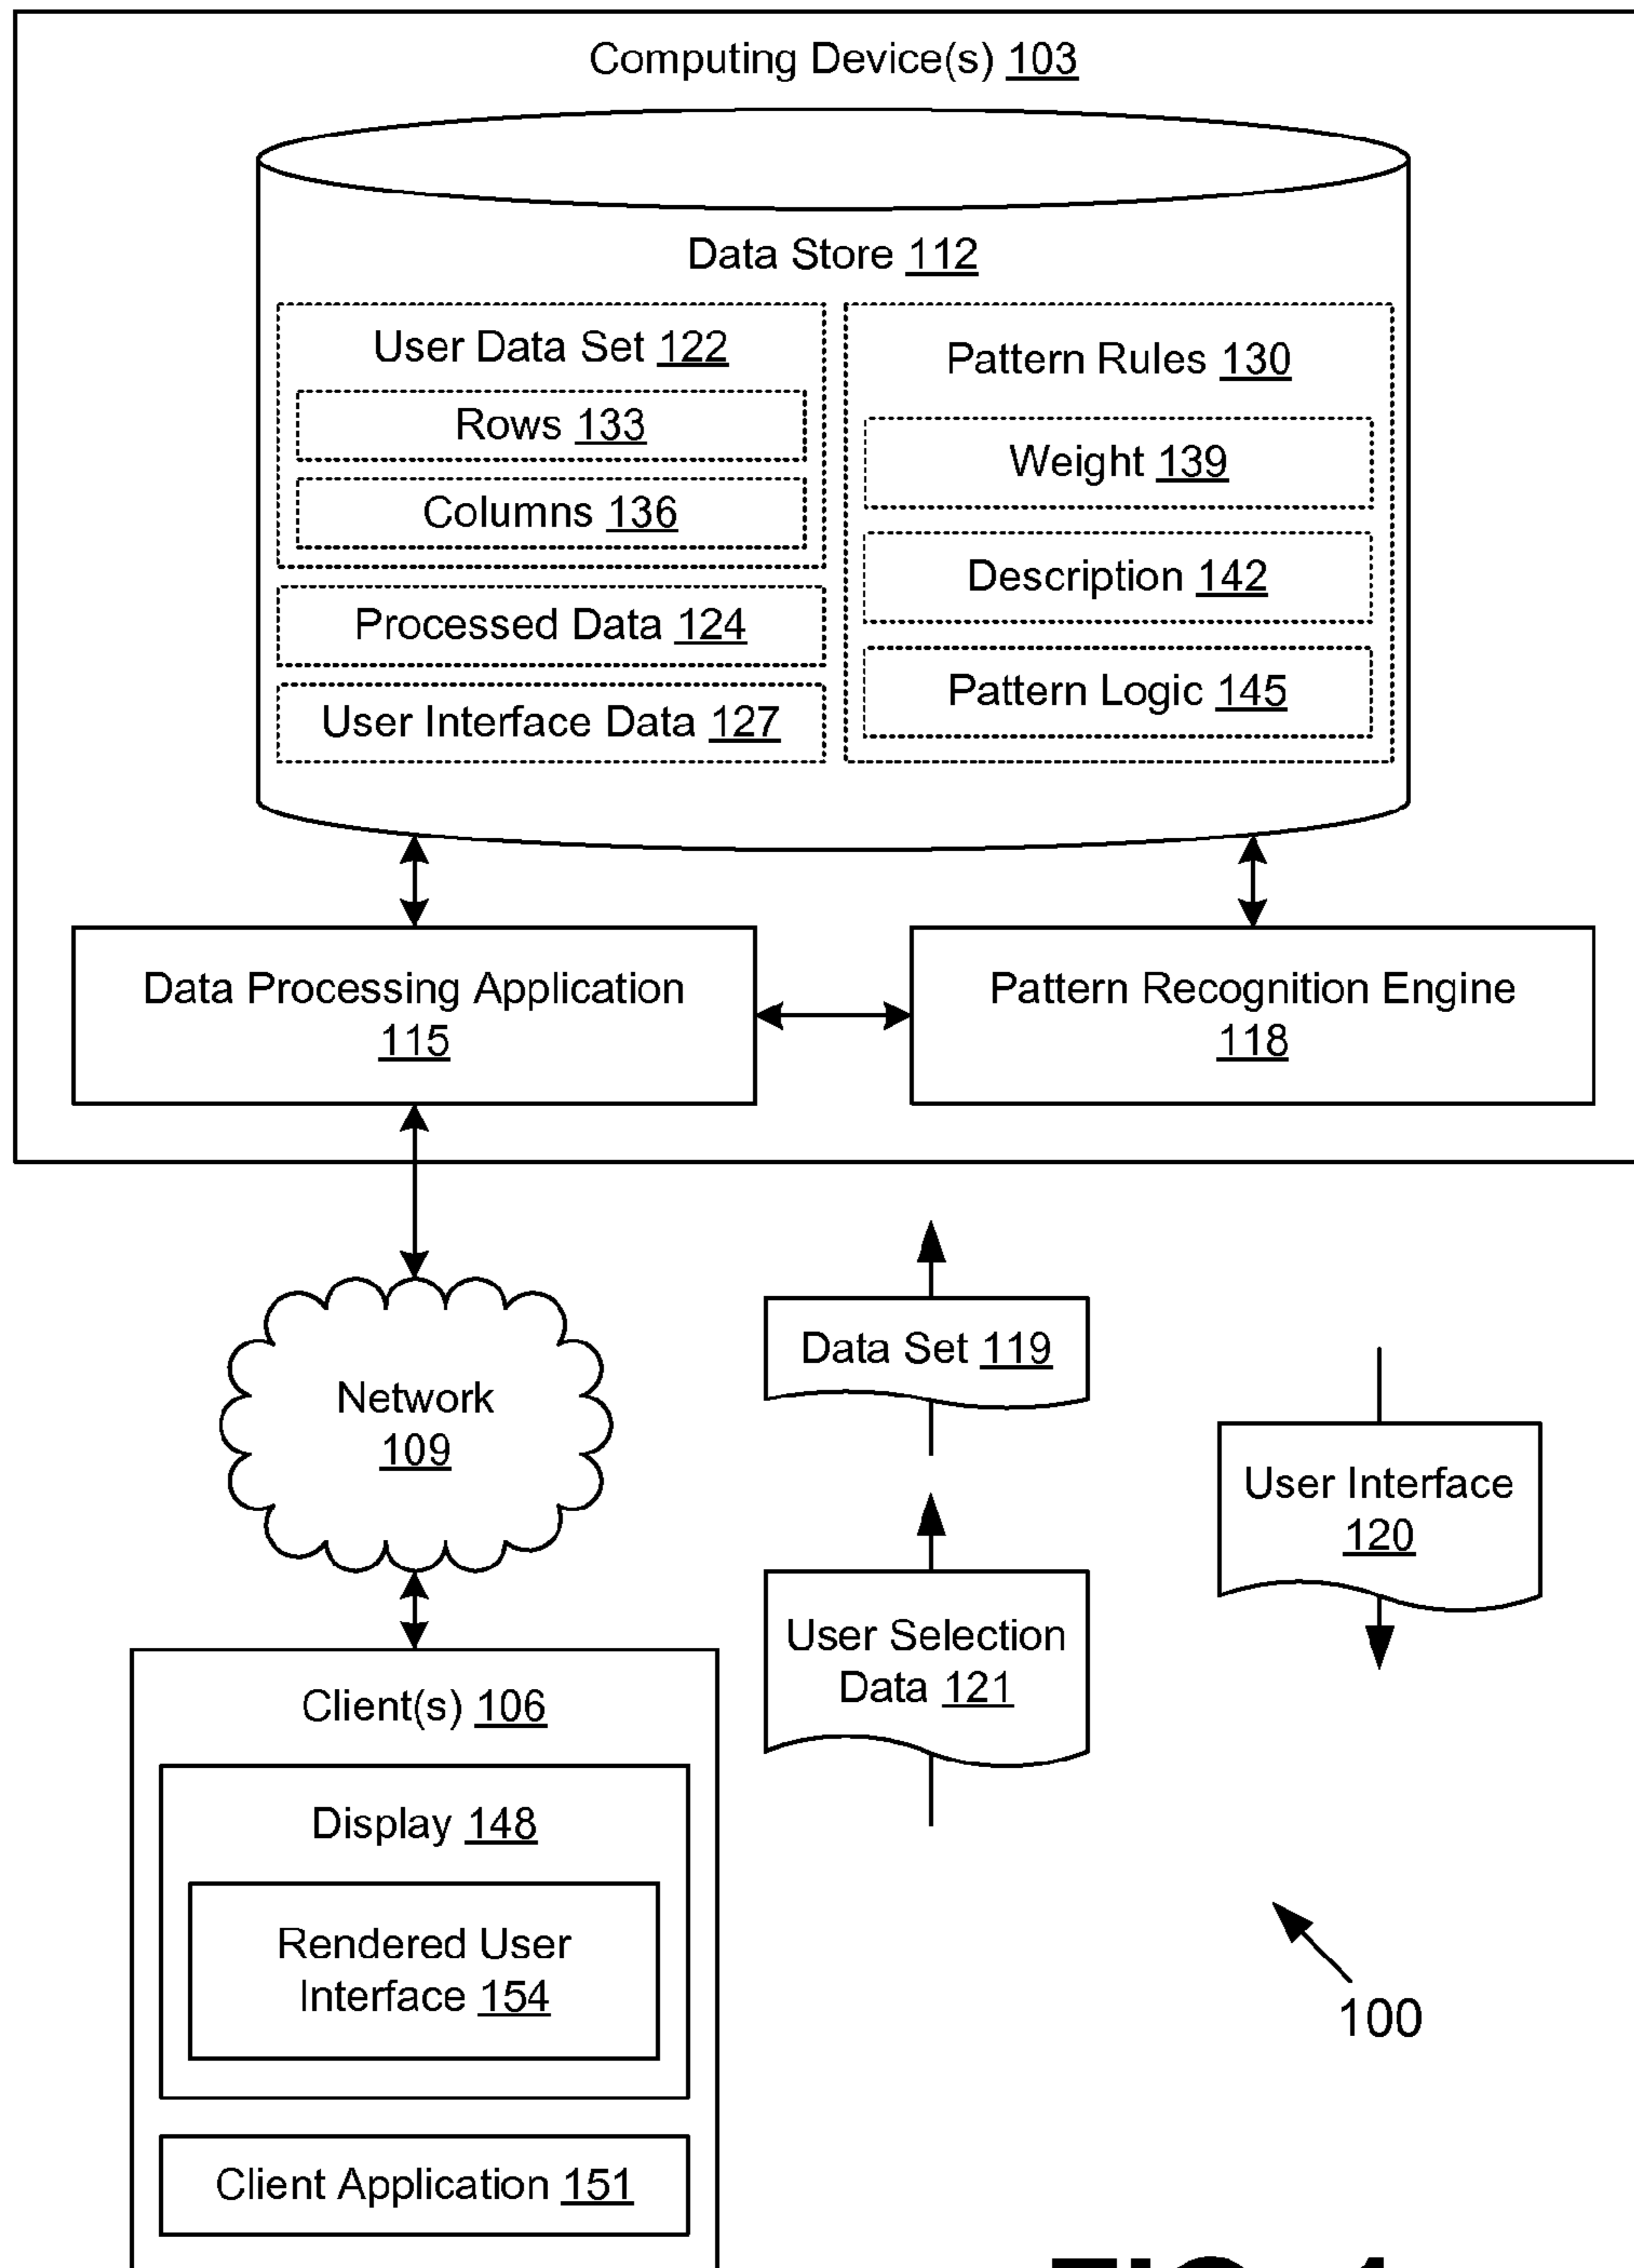 Computing Device(s) 103
Data Store 112
User Data Set 122
Rows 133
Columns 136
Processed Data 124
User Interface Data 127
Pattern Rules 130
Weight 139
Description 142
Pattern Logic 145
Data Processing Application
115
Pattern Recognition Engine
118
Network
109
Data Set 119
User Selection
Data 121
User Interface
120
Client(s) 106
Display 148
Rendered User
Interface 154
Client Application 151
100